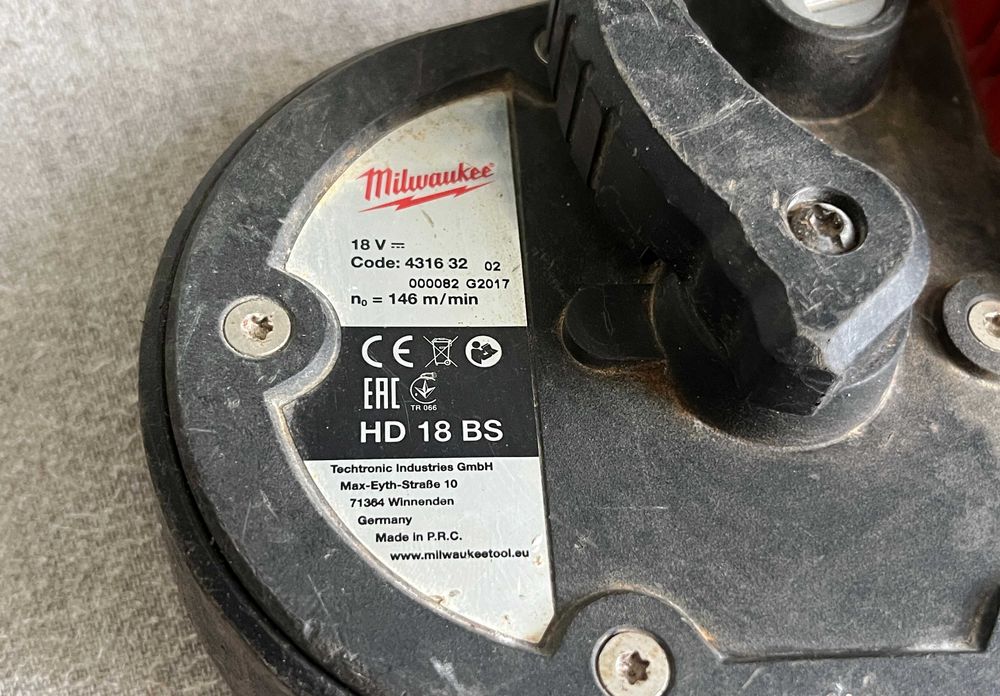 Milwaukee®
18 V ⎓
Code: 4316 32 02
000082 G2017
n₀ = 146 m/min
CE
EAC
TR 066
HD 18 BS
Techtronic Industries GmbH
Max-Eyth-Straße 10
71364 Winnenden
Germany
Made in P.R.C.
www.milwaukeetool.eu